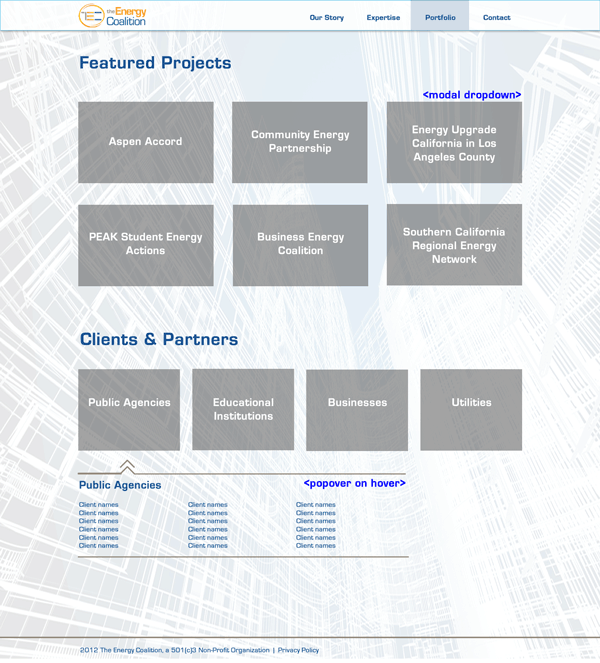 the Energy
Coalition
Our Story Expertise Portfolio Contact
Featured Projects
<modal dropdown>
Aspen Accord
Community Energy
Partnership
Energy Upgrade
California in Los
Angeles County
PEAK Student Energy
Actions
Business Energy
Coalition
Southern California
Regional Energy
Network
Clients & Partners
Public Agencies
Educational
Institutions
Businesses
Utilities
Public Agencies
<popover on hover>
Client names Client names Client names
Client names Client names Client names
Client names Client names Client names
Client names Client names Client names
Client names Client names Client names
Client names Client names Client names
2012 The Energy Coalition, a 501(c)3 Non-Profit Organization | Privacy Policy